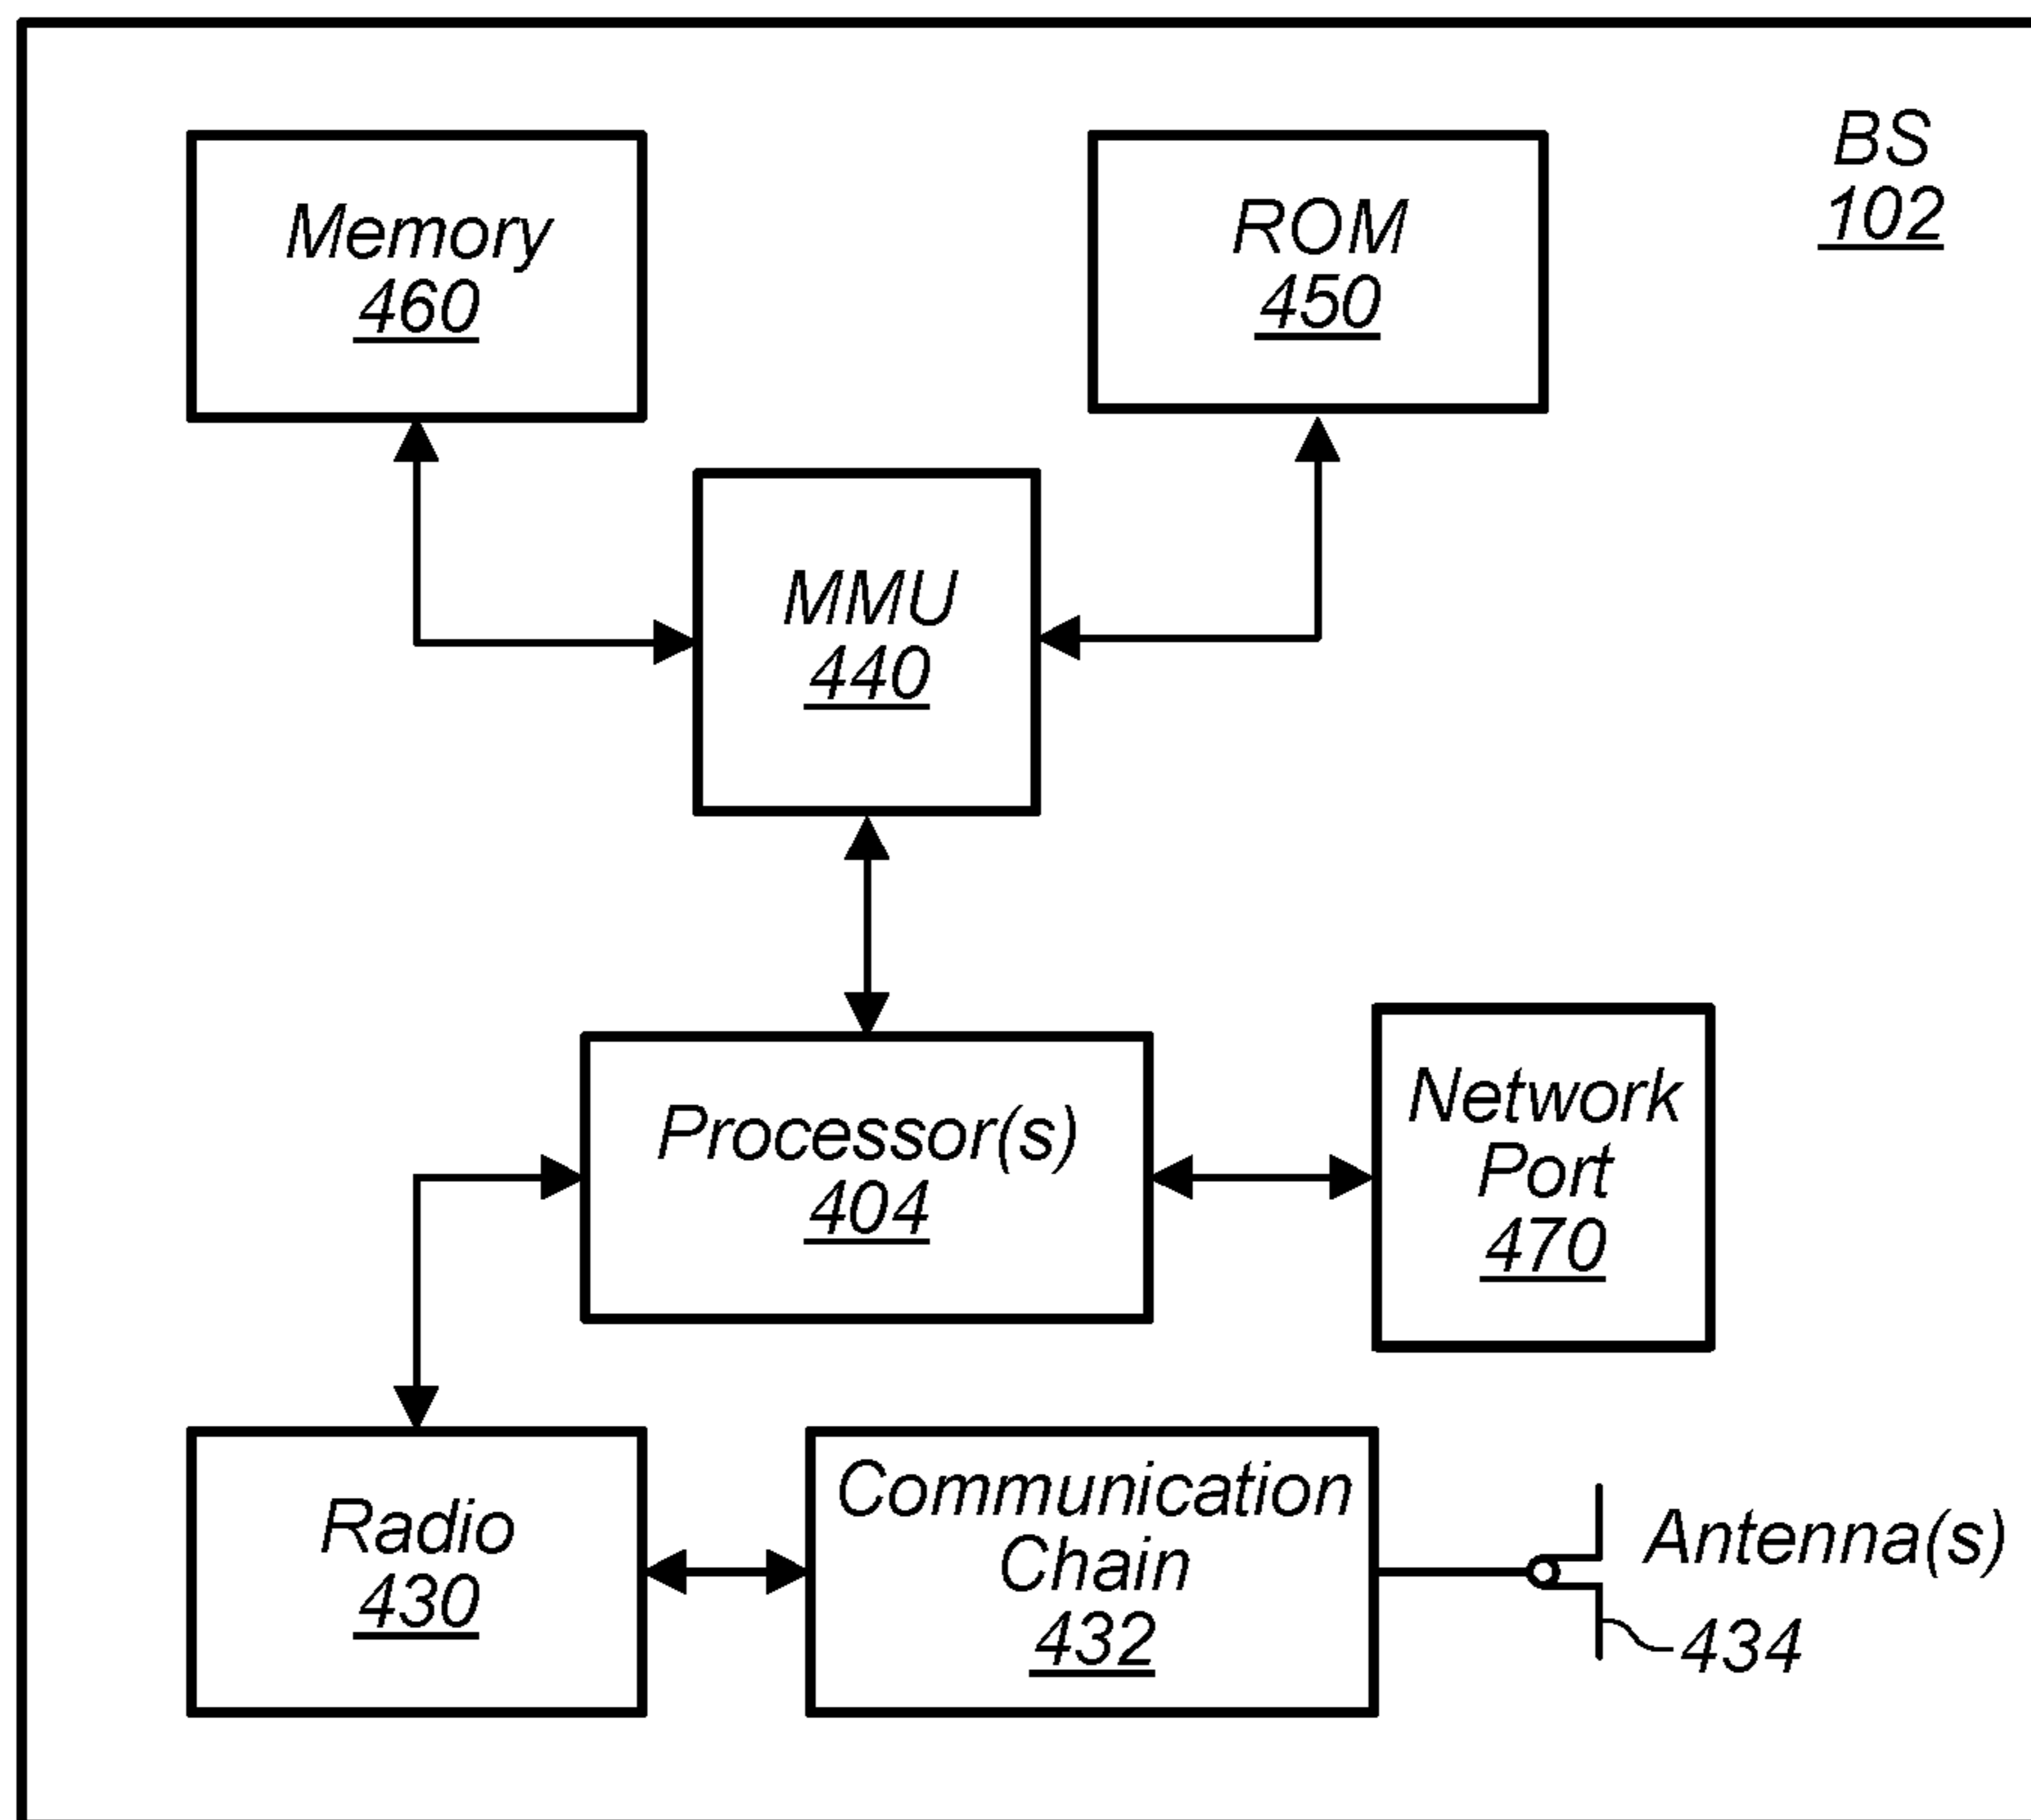 BS
102
Memory
460
ROM
450
MMU
440
Processor(s)
404
Network
Port
470
Radio
430
Communication
Chain
432
Antenna(s)
434